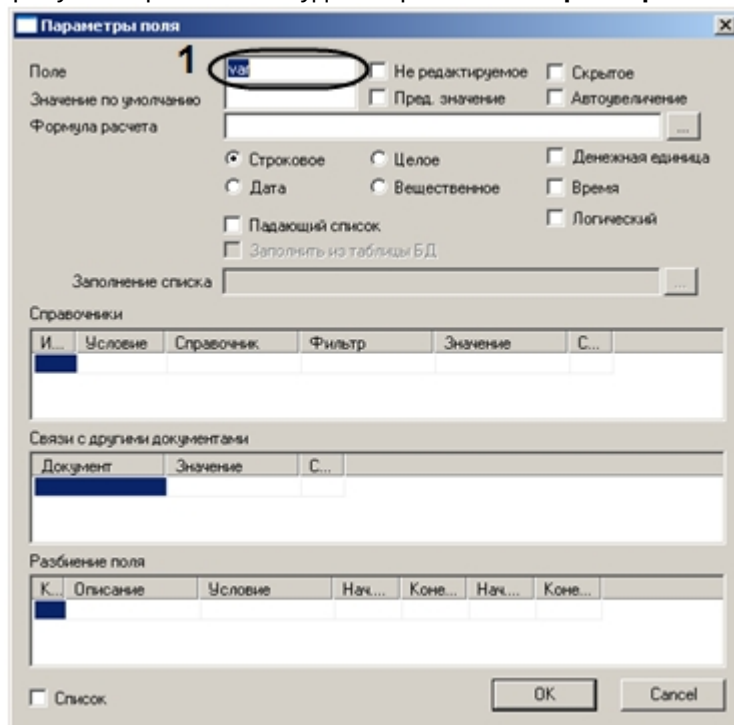 Параметры поля
1
Поле var Не редактируемое Скрытое
Значение по умолчанию Пред. значение Автоувеличение
Формула расчета ...
Строковое Целое Денежная единица
Дата Вещественное Время
Падающий список Логический
Заполнить из таблицы БД
Заполнение списка ...
Справочники
И... Условие Справочник Фильтр Значение С...
Связи с другими документами
Документ Значение С...
Разбиение поля
К... Описание Условие Нач.... Коне... Нач.... Коне...
Список OK Cancel